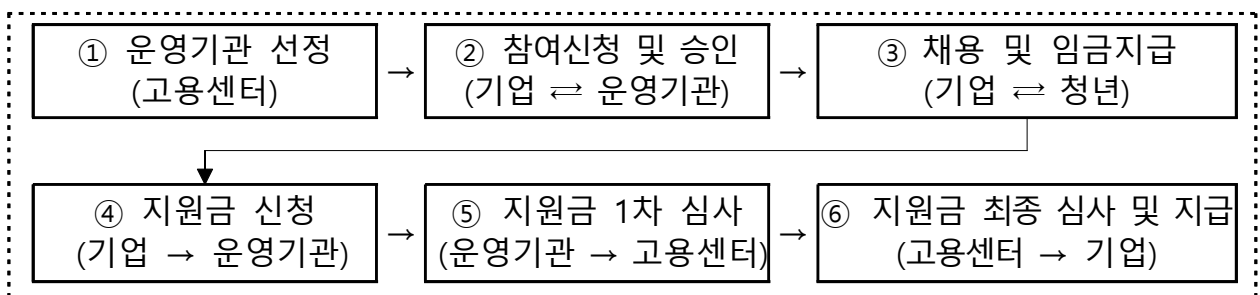 ① 운영기관 선정
(고용센터)
→
② 참여신청 및 승인
(기업 ⇄ 운영기관)
→
③ 채용 및 임금지급
(기업 ⇄ 청년)
④ 지원금 신청
(기업 → 운영기관)
→
⑤ 지원금 1차 심사
(운영기관 → 고용센터)
→
⑥ 지원금 최종 심사 및 지급
(고용센터 → 기업)